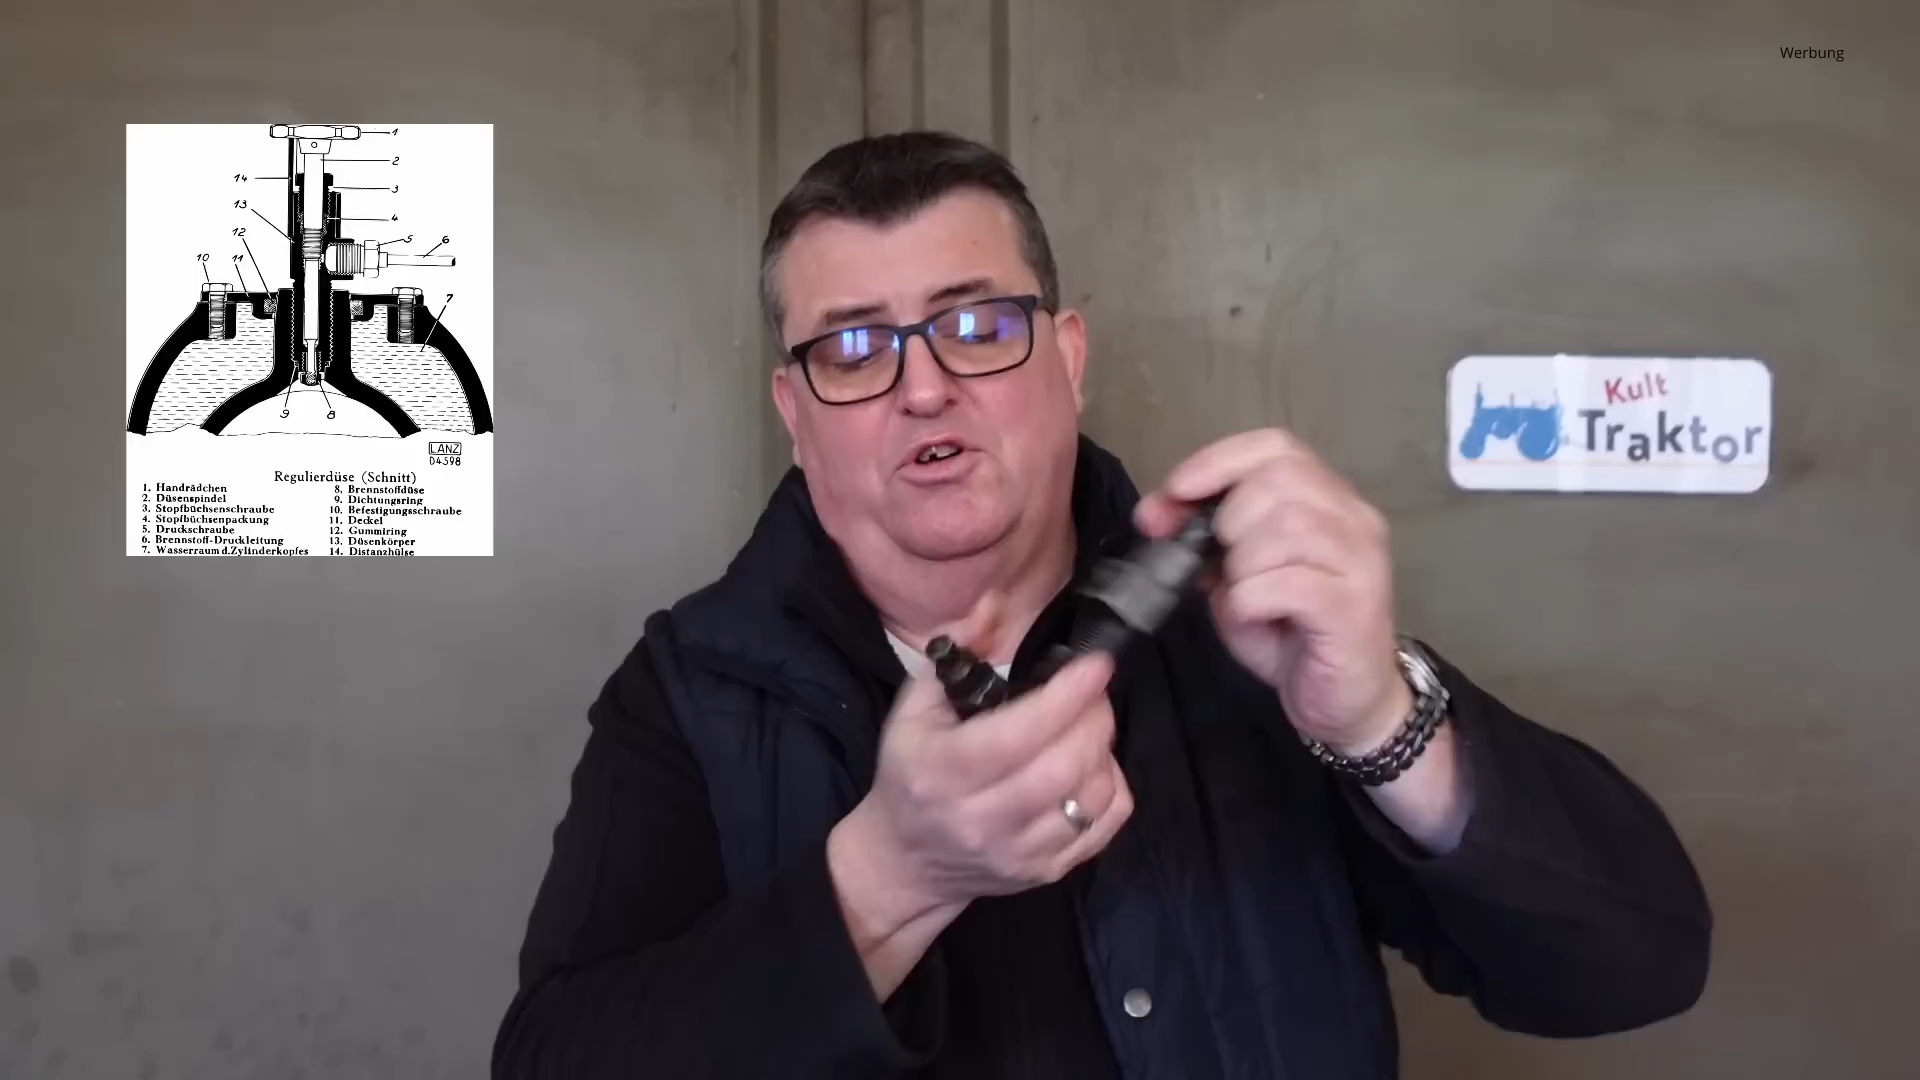 Werbung
1
2
3
4
5
6
7
14
13
12
10
11
9
8
LANZ
D4598
Regulierdüse (Schnitt)
1. Handrädchen
2. Düsenspindel
3. Stopfbüchsenschraube
4. Stopfbüchsenpackung
5. Druckschraube
6. Brennstoff-Druckleitung
7. Wasserraum d. Zylinderkopfes
8. Brennstoffdüse
9. Dichtungsring
10. Befestigungsschraube
11. Deckel
12. Gummiring
13. Düsenkörper
14. Distanzhülse
Kult
Traktor